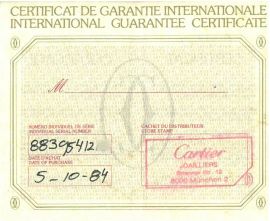 CERTIFICAT DE GARANTIE INTERNATIONALE
INTERNATIONAL GUARANTEE CERTIFICATE
M
NUMERO INDIVIDUEL DE SERIE
INDIVIDUAL SERIAL NUMBER
CACHET DU DISTRIBUTEUR
STORE STAMP
DATE D'ACHAT
DATE OF PURCHASE
5-10-84
Cartier
JOAILLIERS
8000 München 2